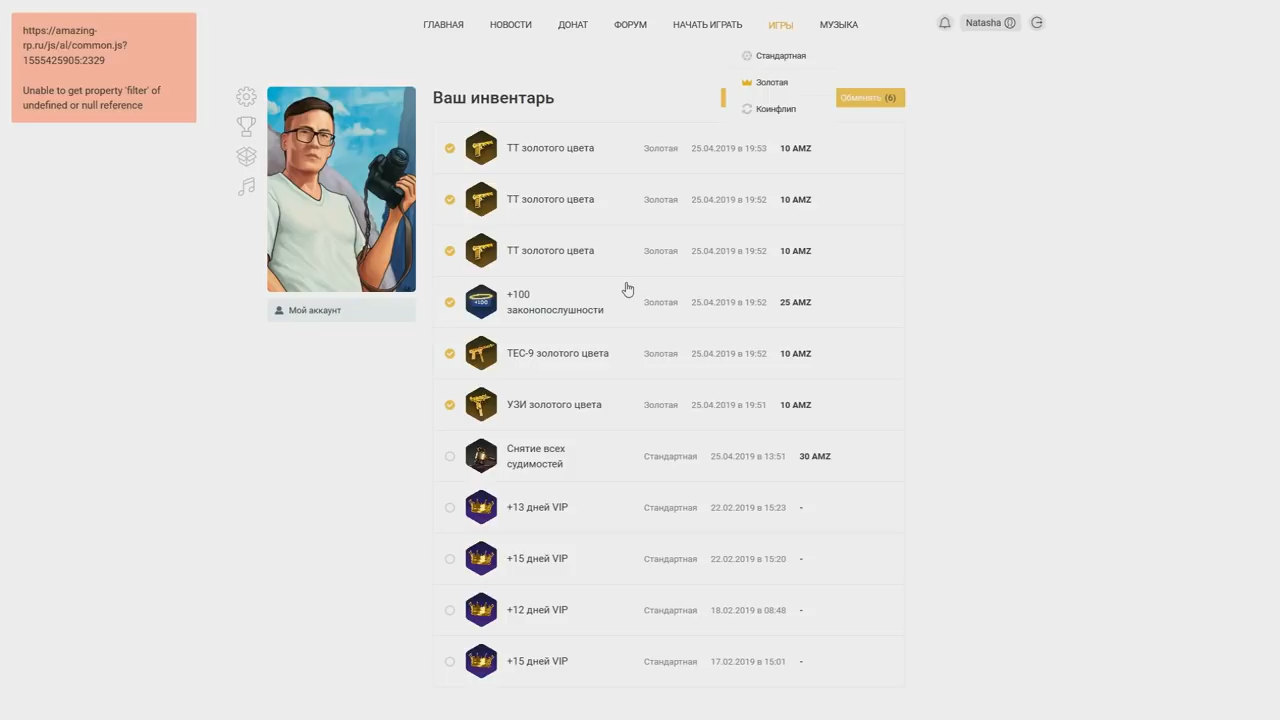 https://amazing-
rp.ru/js/al/common.js?
1555425905:2329
Unable to get property 'filter' of
undefined or null reference
ГЛАВНАЯ НОВОСТИ ДОНАТ ФОРУМ НАЧАТЬ ИГРАТЬ ИГРЫ МУЗЫКА
Natasha
Стандартная
Золотая
Коинфлип
Ваш инвентарь
Обменять (6)
ТТ золотого цвета Золотая 25.04.2019 в 19:53 10 AMZ
ТТ золотого цвета Золотая 25.04.2019 в 19:52 10 AMZ
ТТ золотого цвета Золотая 25.04.2019 в 19:52 10 AMZ
+100
законопослушности Золотая 25.04.2019 в 19:52 25 AMZ
+100
Мой аккаунт
ТЕС-9 золотого цвета Золотая 25.04.2019 в 19:52 10 AMZ
УЗИ золотого цвета Золотая 25.04.2019 в 19:51 10 AMZ
Снятие всех
судимостей Стандартная 25.04.2019 в 13:51 30 AMZ
+13 дней VIP Стандартная 22.02.2019 в 15:23 -
+15 дней VIP Стандартная 22.02.2019 в 15:20 -
+12 дней VIP Стандартная 18.02.2019 в 08:48 -
+15 дней VIP Стандартная 17.02.2019 в 15:01 -